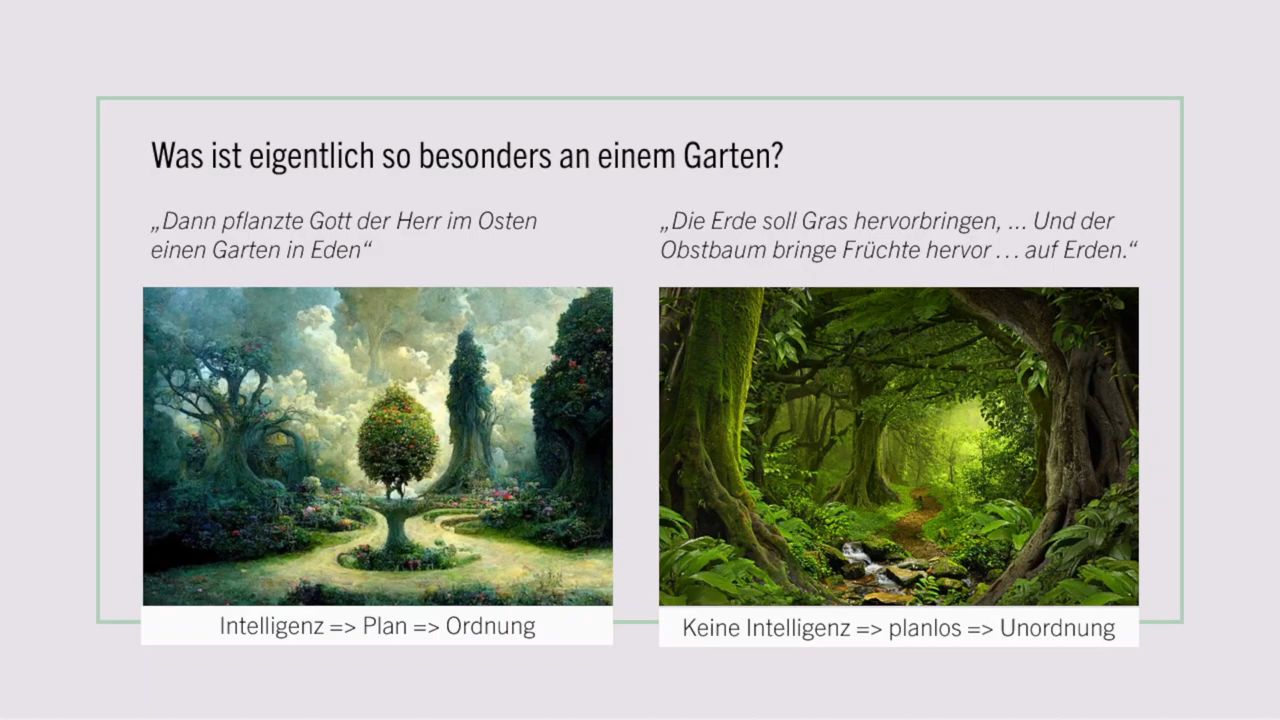 Was ist eigentlich so besonders an einem Garten?
„Dann pflanzte Gott der Herr im Osten
einen Garten in Eden“
„Die Erde soll Gras hervorbringen, ... Und der
Obstbaum bringe Früchte hervor . . . auf Erden.“
Intelligenz => Plan => Ordnung
Keine Intelligenz => planlos => Unordnung